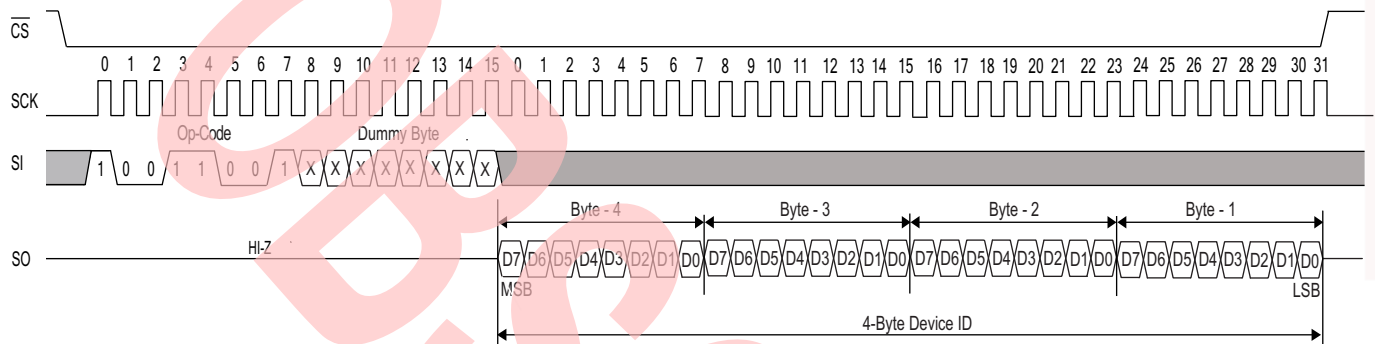 CS
0 1 2 3 4 5 6 7 8 9 10 11 12 13 14 15 0 1 2 3 4 5 6 7 8 9 10 11 12 13 14 15 16 17 18 19 20 21 22 23 24 25 26 27 28 29 30 31
SCK
Op-Code Dummy Byte
SI 1 0 0 1 1 0 0 1 X X X X X X X X
Byte - 4 Byte - 3 Byte - 2 Byte - 1
HI-Z
SO D7 D6 D5 D4 D3 D2 D1 D0 D7 D6 D5 D4 D3 D2 D1 D0 D7 D6 D5 D4 D3 D2 D1 D0 D7 D6 D5 D4 D3 D2 D1 D0
MSB LSB
4-Byte Device ID